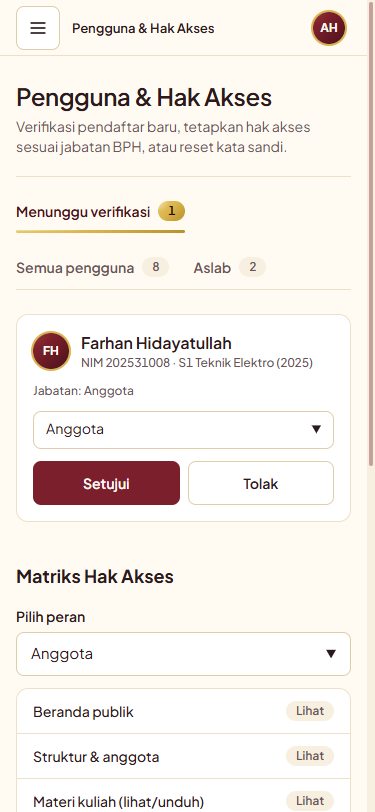 Pengguna & Hak Akses
AH
Pengguna & Hak Akses
Verifikasi pendaftar baru, tetapkan hak akses
sesuai jabatan BPH, atau reset kata sandi.
Menunggu verifikasi 1
Semua pengguna 8 Aslab 2
FH
Farhan Hidayatullah
NIM 202531008 · S1 Teknik Elektro (2025)
Jabatan: Anggota
Anggota
Setujui Tolak
Matriks Hak Akses
Pilih peran
Anggota
Beranda publik Lihat
Struktur & anggota Lihat
Materi kuliah (lihat/unduh) Lihat